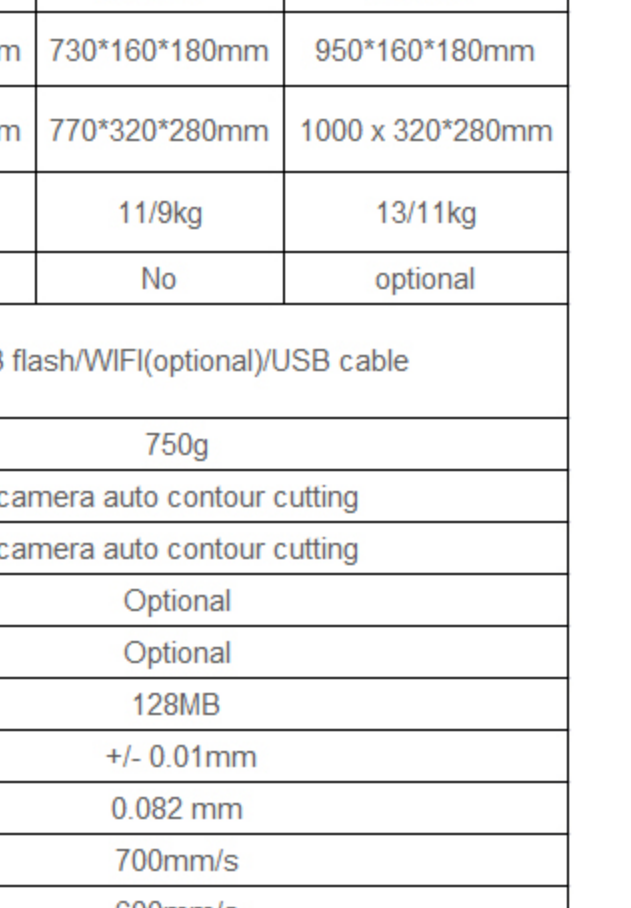 m 730*160*180mm 950*160*180mm
m 770*320*280mm 1000 x 320*280mm
11/9kg 13/11kg
No optional
flash/WIFI(optional)/USB cable
750g
camera auto contour cutting
camera auto contour cutting
Optional
Optional
128MB
+/- 0.01mm
0.082 mm
700mm/s